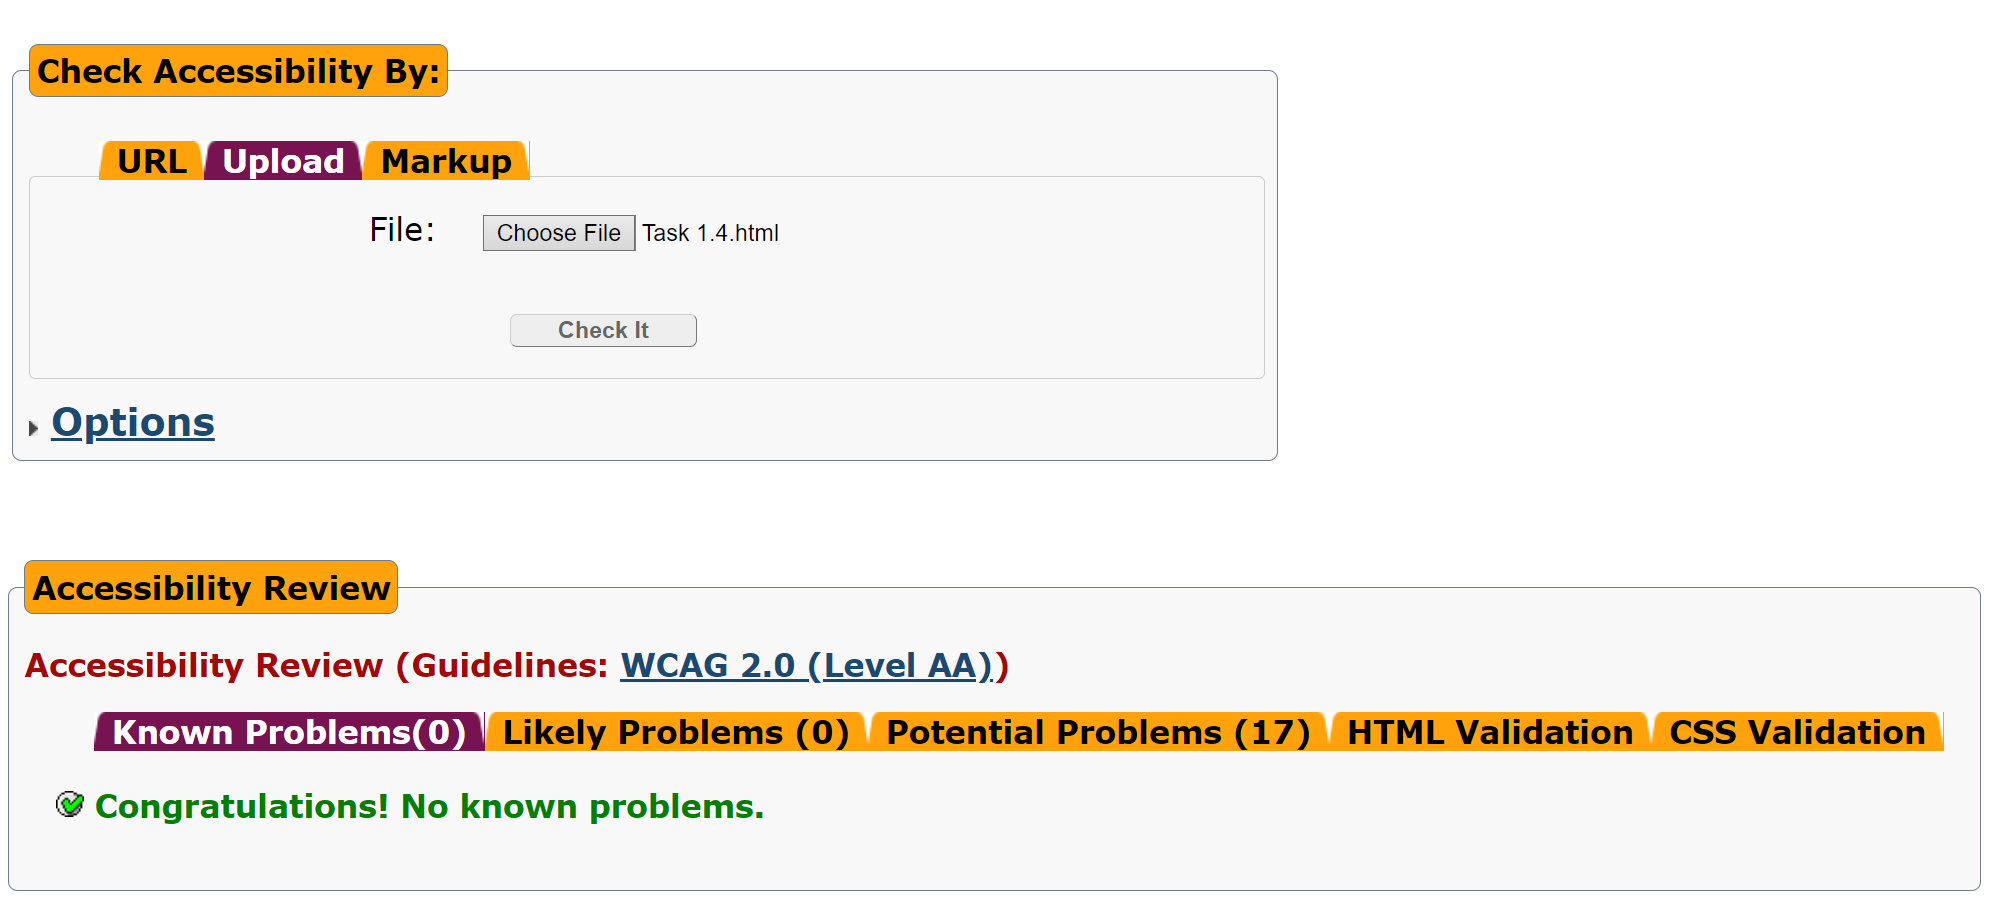 Check Accessibility By:
URL Upload Markup
File: Choose File Task 1.4.html
Check It
Options
Accessibility Review
Accessibility Review (Guidelines: WCAG 2.0 (Level AA))
Known Problems(0) Likely Problems (0) Potential Problems (17) HTML Validation CSS Validation
Congratulations! No known problems.